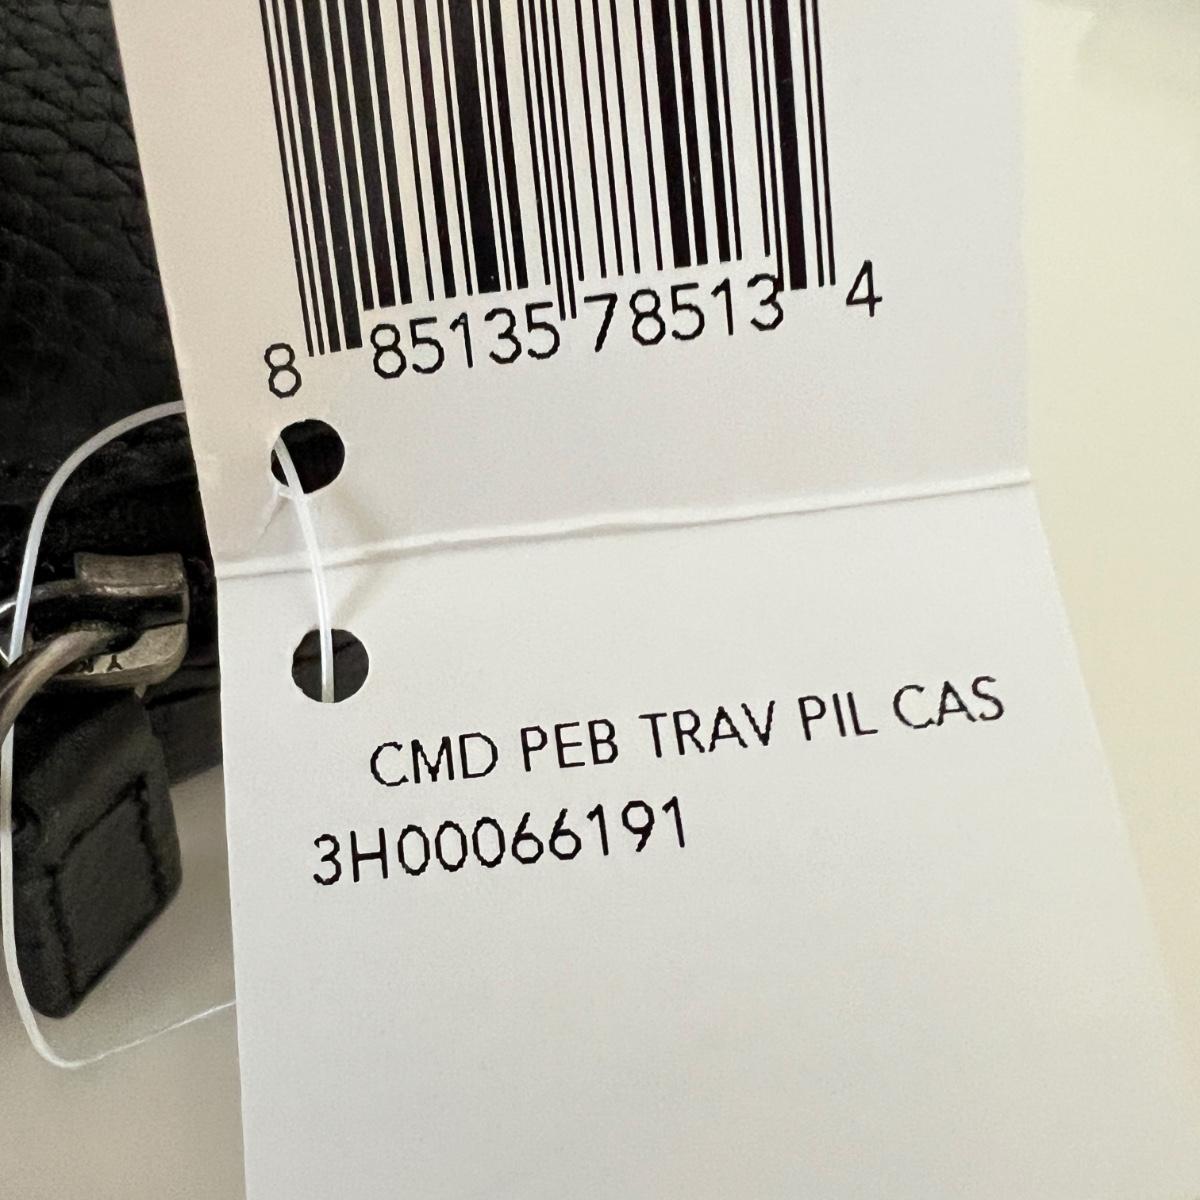 8 85135 78513 4
CMD PEB TRAV PIL CAS
3H00066191